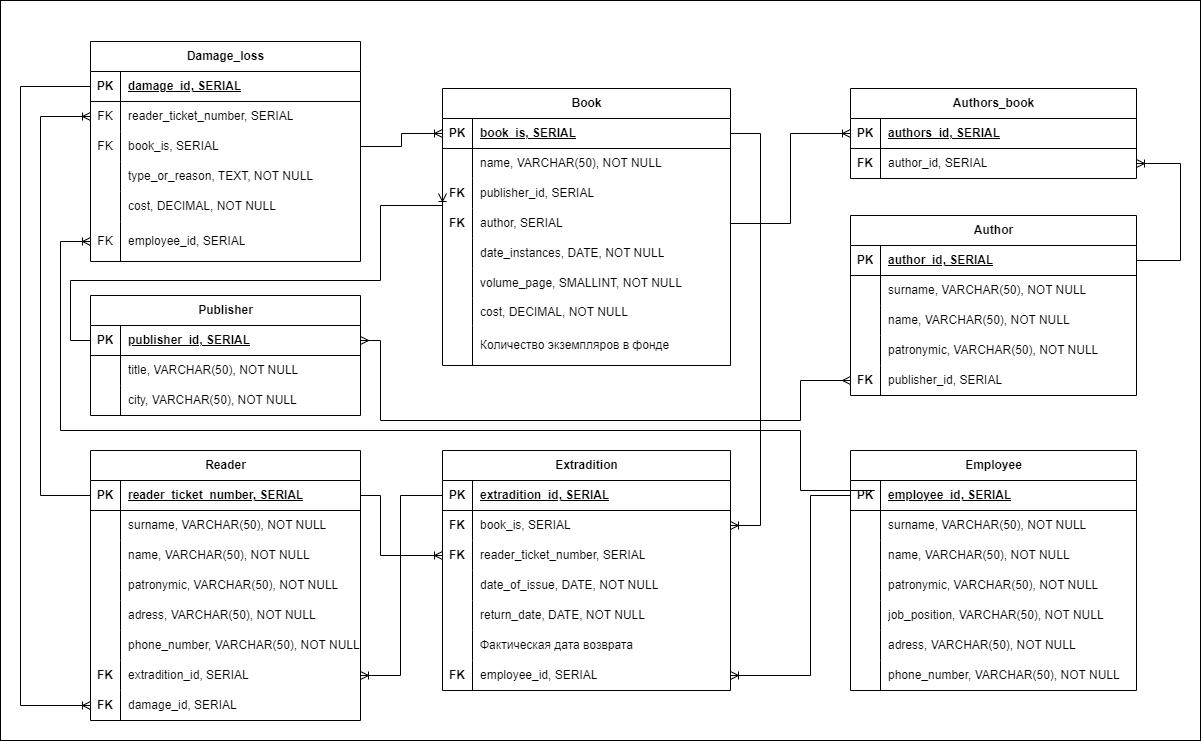 Damage_loss
PK damage_id, SERIAL
FK reader_ticket_number, SERIAL
FK book_is, SERIAL
type_or_reason, TEXT, NOT NULL
cost, DECIMAL, NOT NULL
FK employee_id, SERIAL
Book
PK book_is, SERIAL
name, VARCHAR(50), NOT NULL
FK publisher_id, SERIAL
FK author, SERIAL
date_instances, DATE, NOT NULL
volume_page, SMALLINT, NOT NULL
cost, DECIMAL, NOT NULL
Количество экземпляров в фонде
Authors_book
PK authors_id, SERIAL
FK author_id, SERIAL
Author
PK author_id, SERIAL
surname, VARCHAR(50), NOT NULL
name, VARCHAR(50), NOT NULL
patronymic, VARCHAR(50), NOT NULL
FK publisher_id, SERIAL
Publisher
PK publisher_id, SERIAL
title, VARCHAR(50), NOT NULL
city, VARCHAR(50), NOT NULL
Reader
PK reader_ticket_number, SERIAL
surname, VARCHAR(50), NOT NULL
name, VARCHAR(50), NOT NULL
patronymic, VARCHAR(50), NOT NULL
adress, VARCHAR(50), NOT NULL
phone_number, VARCHAR(50), NOT NULL
FK extradition_id, SERIAL
FK damage_id, SERIAL
Extradition
PK extradition_id, SERIAL
FK book_is, SERIAL
FK reader_ticket_number, SERIAL
date_of_issue, DATE, NOT NULL
return_date, DATE, NOT NULL
Фактическая дата возврата
FK employee_id, SERIAL
Employee
PK employee_id, SERIAL
surname, VARCHAR(50), NOT NULL
name, VARCHAR(50), NOT NULL
patronymic, VARCHAR(50), NOT NULL
job_position, VARCHAR(50), NOT NULL
adress, VARCHAR(50), NOT NULL
phone_number, VARCHAR(50), NOT NULL